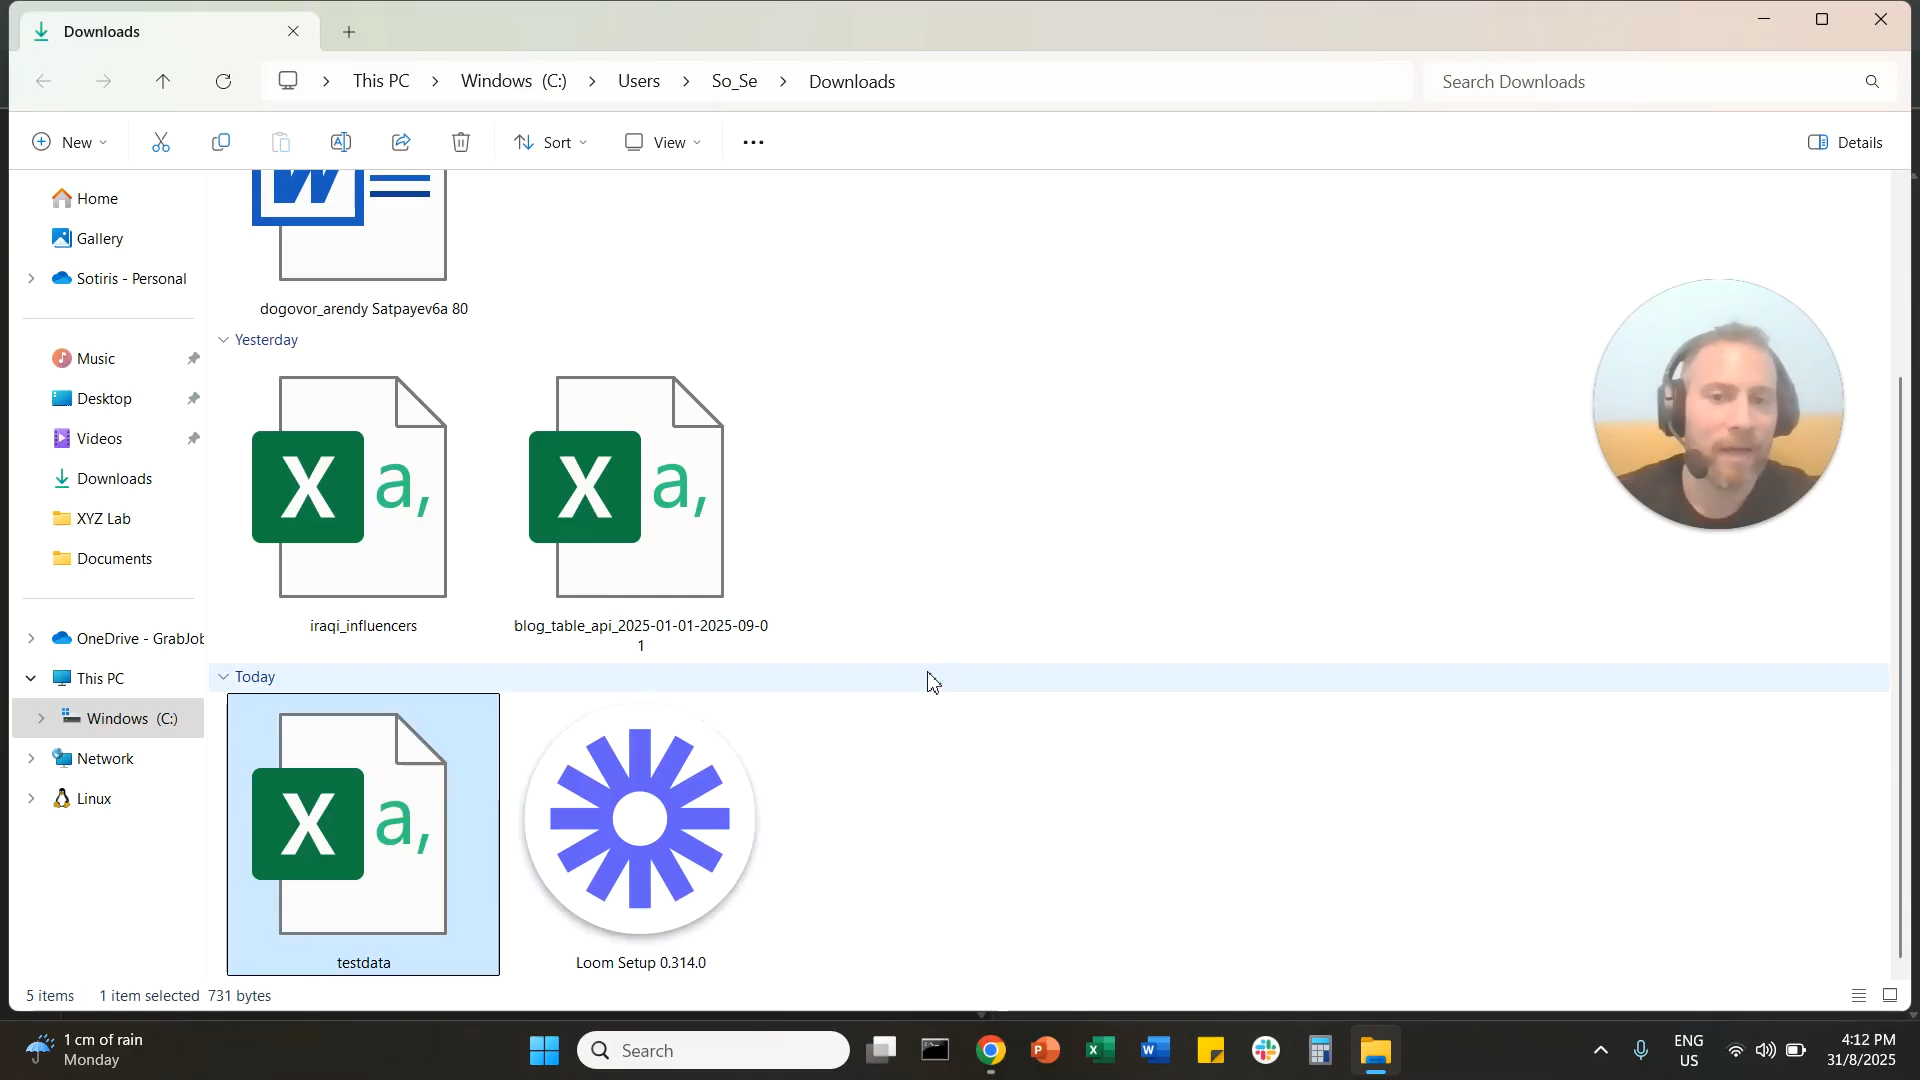 Downloads
This PC
Windows (C:)
Users
So_Se
Downloads
Search Downloads
New
Sort
View
Details
Home
Gallery
Sotiris - Personal
Music
Desktop
Videos
Downloads
XYZ Lab
Documents
OneDrive - GrabJob
This PC
Windows (C:)
Network
Linux
W
dogovor_arendy Satpayev6a 80
Yesterday
X a,
X a,
iraqi_influencers
blog_table_api_2025-01-01-2025-09-0
1
Today
X a,
testdata
Loom Setup 0.314.0
5 items
1 item selected 731 bytes
1 cm of rain
Monday
Search
ENG
US
4:12 PM
31/8/2025